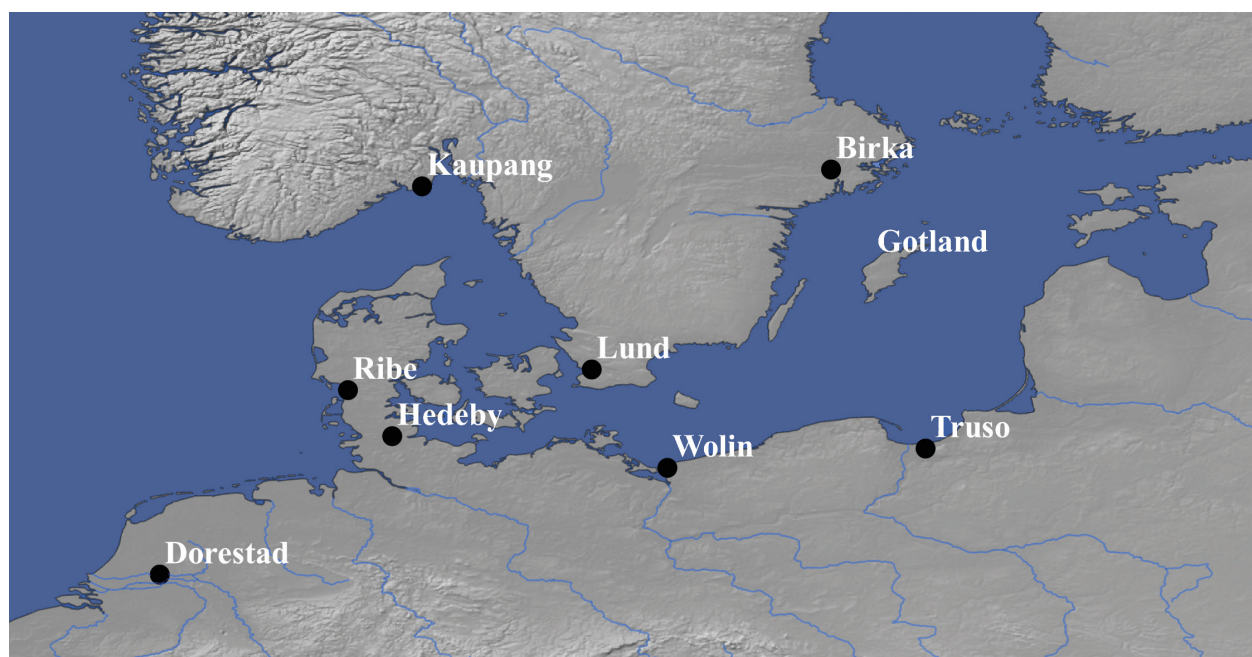 Birka
Kaupang
Gotland
Lund
Ribe
Hedeby
Truso
Wolin
Dorestad